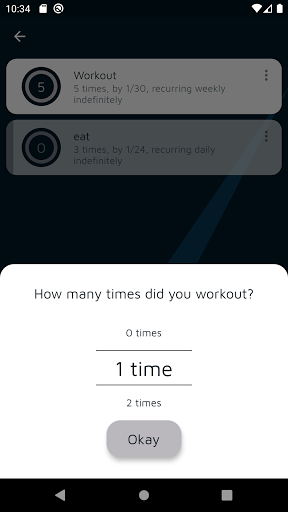 10:34
5
Workout
5 times, by 1/30, recurring weekly
indefinitely
0
eat
3 times, by 1/24, recurring daily
indefinitely
How many times did you workout?
0 times
1 time
2 times
Okay